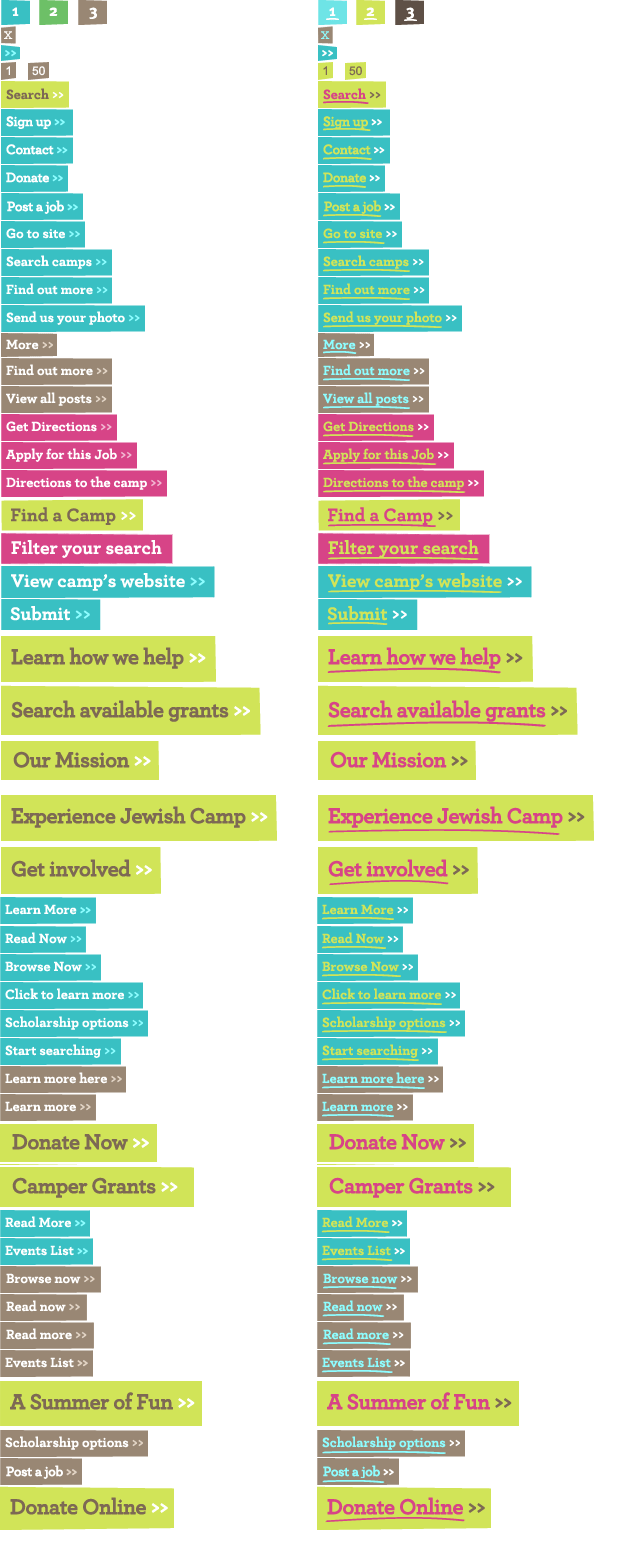 1 2 3 1 2 3
X X
>> >>
1 50 1 50
Search >> Search >>
Sign up >> Sign up >>
Contact >> Contact >>
Donate >> Donate >>
Post a job >> Post a job >>
Go to site >> Go to site >>
Search camps >> Search camps >>
Find out more >> Find out more >>
Send us your photo >> Send us your photo >>
More >> More >>
Find out more >> Find out more >>
View all posts >> View all posts >>
Get Directions >> Get Directions >>
Apply for this Job >> Apply for this Job >>
Directions to the camp >> Directions to the camp >>
Find a Camp >> Find a Camp >>
Filter your search Filter your search
View camp's website >> View camp's website >>
Submit >> Submit >>
Learn how we help >> Learn how we help >>
Search available grants >> Search available grants >>
Our Mission >> Our Mission >>
Experience Jewish Camp >> Experience Jewish Camp >>
Get involved >> Get involved >>
Learn More >> Learn More >>
Read Now >> Read Now >>
Browse Now >> Browse Now >>
Click to learn more >> Click to learn more >>
Scholarship options >> Scholarship options >>
Start searching >> Start searching >>
Learn more here >> Learn more here >>
Learn more >> Learn more >>
Donate Now >> Donate Now >>
Camper Grants >> Camper Grants >>
Read More >> Read More >>
Events List >> Events List >>
Browse now >> Browse now >>
Read now >> Read now >>
Read more >> Read more >>
Events List >> Events List >>
A Summer of Fun >> A Summer of Fun >>
Scholarship options >> Scholarship options >>
Post a job >> Post a job >>
Donate Online >> Donate Online >>